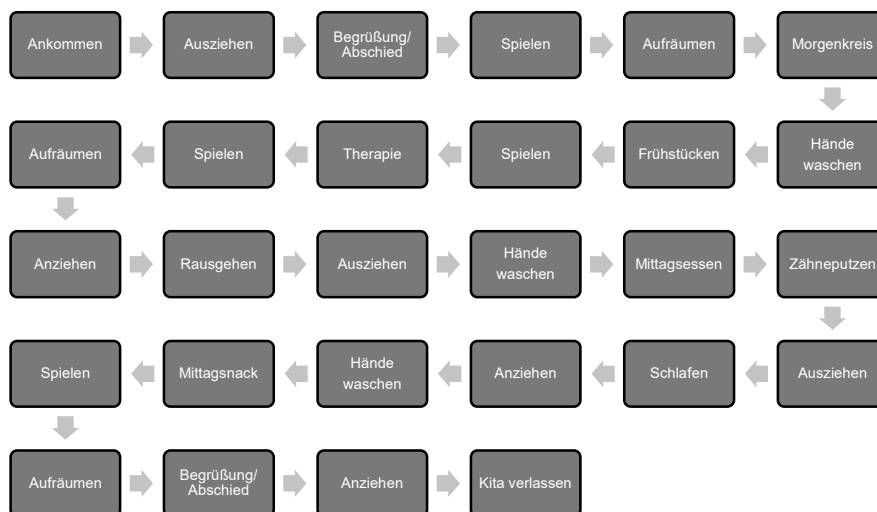 Ankommen
Ausziehen
Begrüßung/
Abschied
Spielen
Aufräumen
Morgenkreis
Aufräumen
Spielen
Therapie
Spielen
Frühstücken
Hände
waschen
Anziehen
Rausgehen
Ausziehen
Hände
waschen
Mittagsessen
Zähneputzen
Spielen
Mittagsnack
Hände
waschen
Anziehen
Schlafen
Ausziehen
Aufräumen
Begrüßung/
Abschied
Anziehen
Kita verlassen